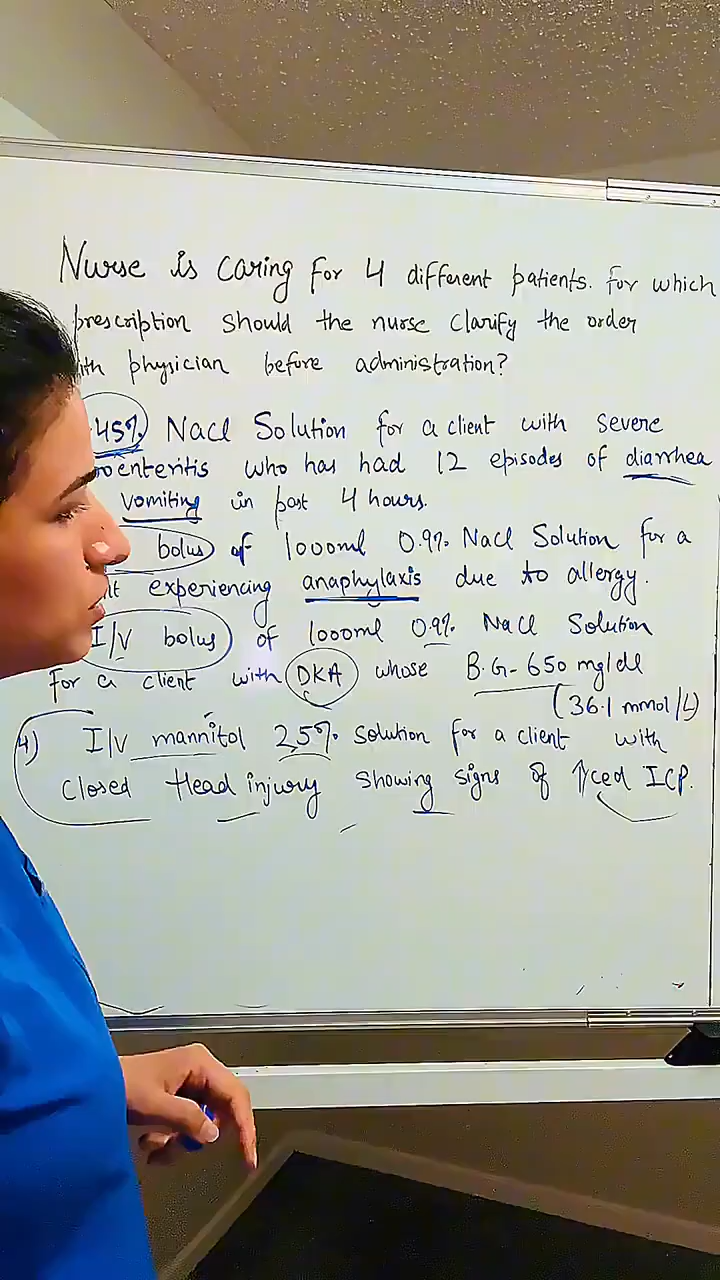 Nurse is caring for 4 different patients. For which
prescription should the nurse clarify the order
ith physician before administration?
.45% Nacl Solution for a client with severe
oenteritis who has had 12 episodes of diarrhea
vomiting in past 4 hours.
bolus of 1000ml 0.9% Nacl Solution for a
lt experiencing anaphylaxis due to allergy.
I/V bolus of 1000ml 0.9% Nacl Solution
for a client with DKA whose B.G- 650 mg/dl
(36.1 mmol/L)
4) I/V mannitol 25% solution for a client with
closed Head injury showing signs of ↑ced ICP.